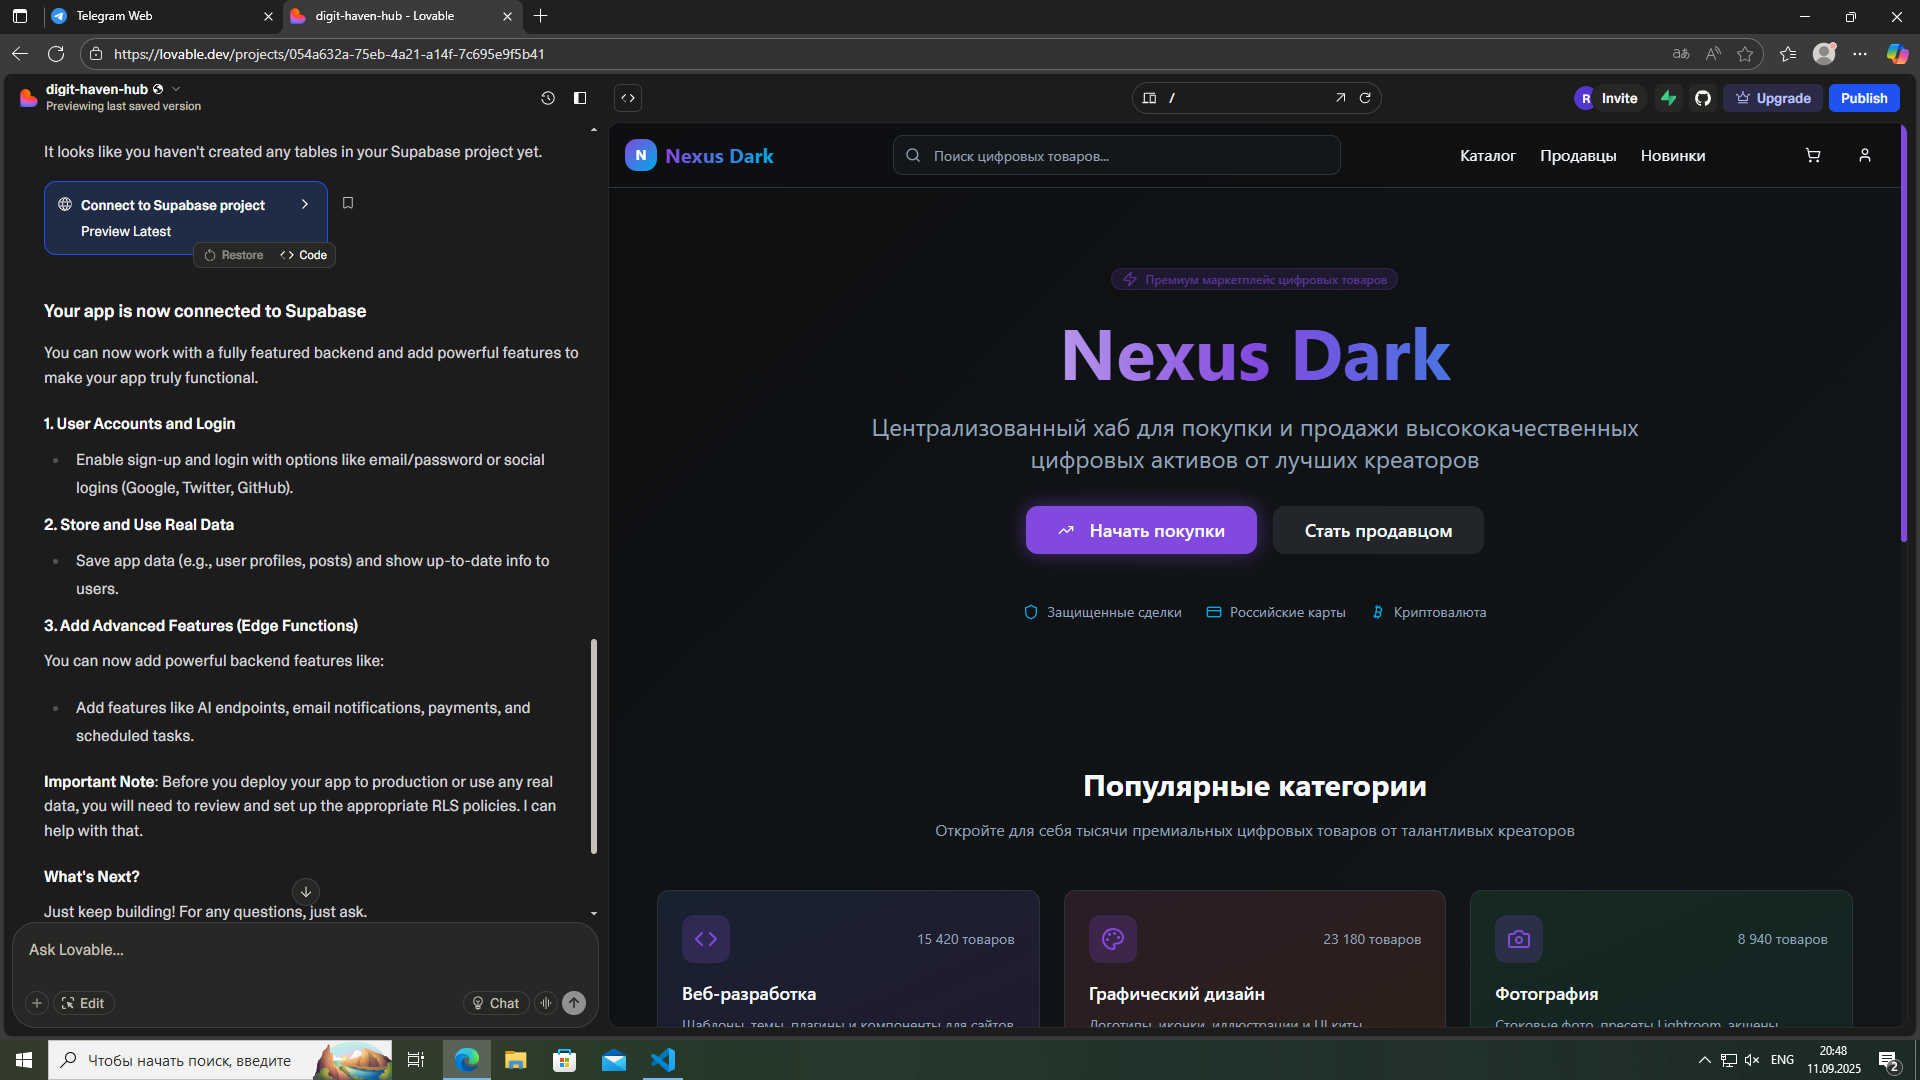 Telegram Web
digit-haven-hub - Lovable
https://lovable.dev/projects/054a632a-75eb-4a21-a14f-7c695e9f5b41
digit-haven-hub
Previewing last saved version
/
R
Invite
Upgrade
Publish
It looks like you haven't created any tables in your Supabase project yet.
Connect to Supabase project
Preview Latest
Restore
Code
Your app is now connected to Supabase
You can now work with a fully featured backend and add powerful features to
make your app truly functional.
1. User Accounts and Login
Enable sign-up and login with options like email/password or social
logins (Google, Twitter, GitHub).
2. Store and Use Real Data
Save app data (e.g., user profiles, posts) and show up-to-date info to
users.
3. Add Advanced Features (Edge Functions)
You can now add powerful backend features like:
Add features like AI endpoints, email notifications, payments, and
scheduled tasks.
Important Note: Before you deploy your app to production or use any real
data, you will need to review and set up the appropriate RLS policies. I can
help with that.
What's Next?
Just keep building! For any questions, just ask.
Ask Lovable...
Edit
Chat
N
Nexus Dark
Поиск цифровых товаров...
Каталог
Продавцы
Новинки
Премиум маркетплейс цифровых товаров
Nexus Dark
Централизованный хаб для покупки и продажи высококачественных
цифровых активов от лучших креаторов
Начать покупки
Стать продавцом
Защищенные сделки
Российские карты
Криптовалюта
Популярные категории
Откройте для себя тысячи премиальных цифровых товаров от талантливых креаторов
15 420 товаров
Веб-разработка
Шаблоны, темы, плагины и компоненты для сайтов
23 180 товаров
Графический дизайн
Логотипы, иконки, иллюстрации и UI киты
8 940 товаров
Фотография
Стоковые фото, пресеты Lightroom, экшены
Чтобы начать поиск, введите
ENG
20:48
11.09.2025
2